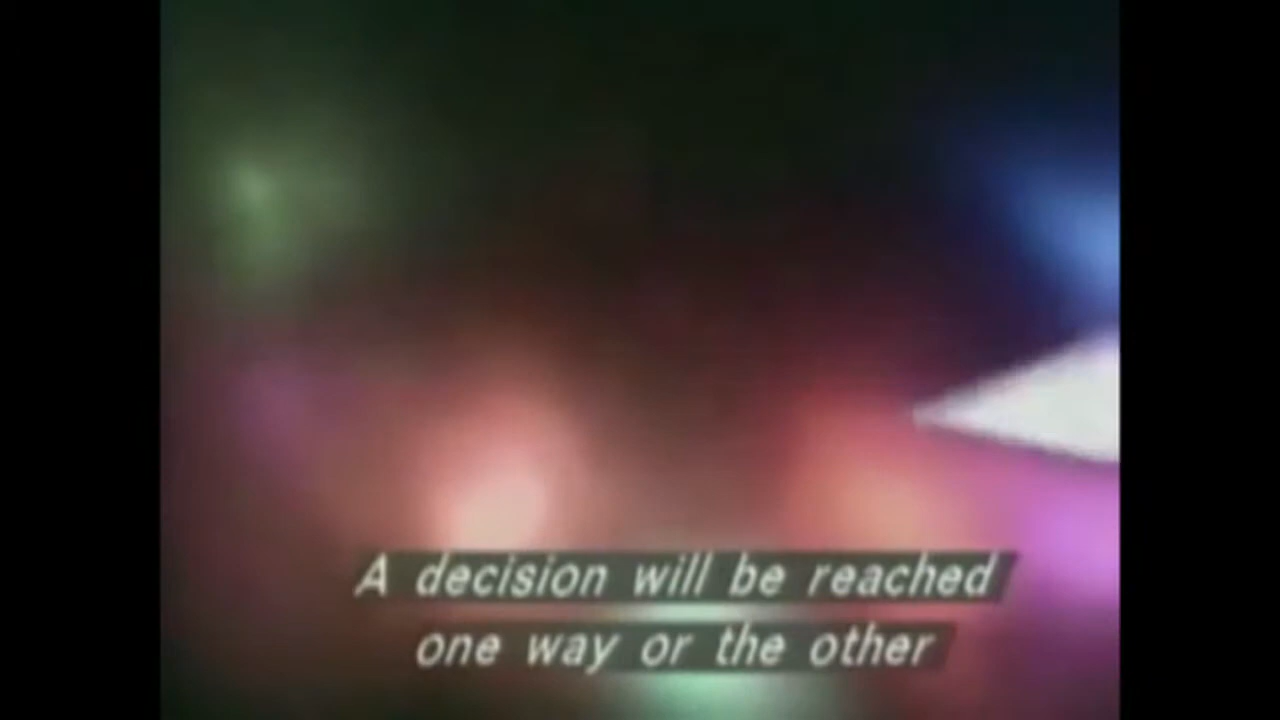 A decision will be reached
one way or the other